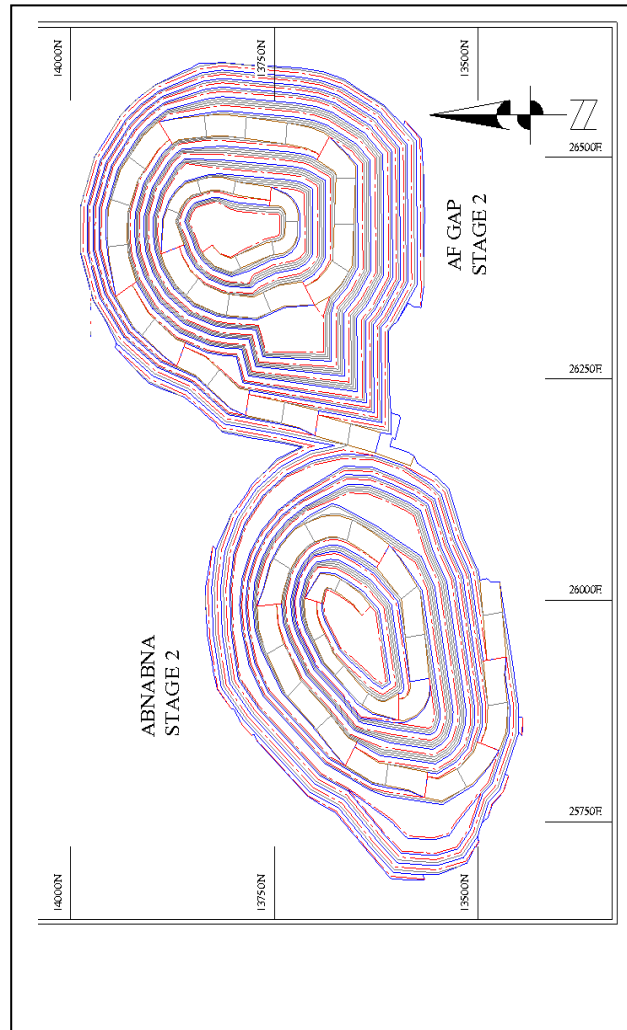 14000N
13750N
13500N
26500E
AF GAP
STAGE 2
26250E
26000E
ABNABNA
STAGE 2
25750E
14000N
13750N
13500N
N